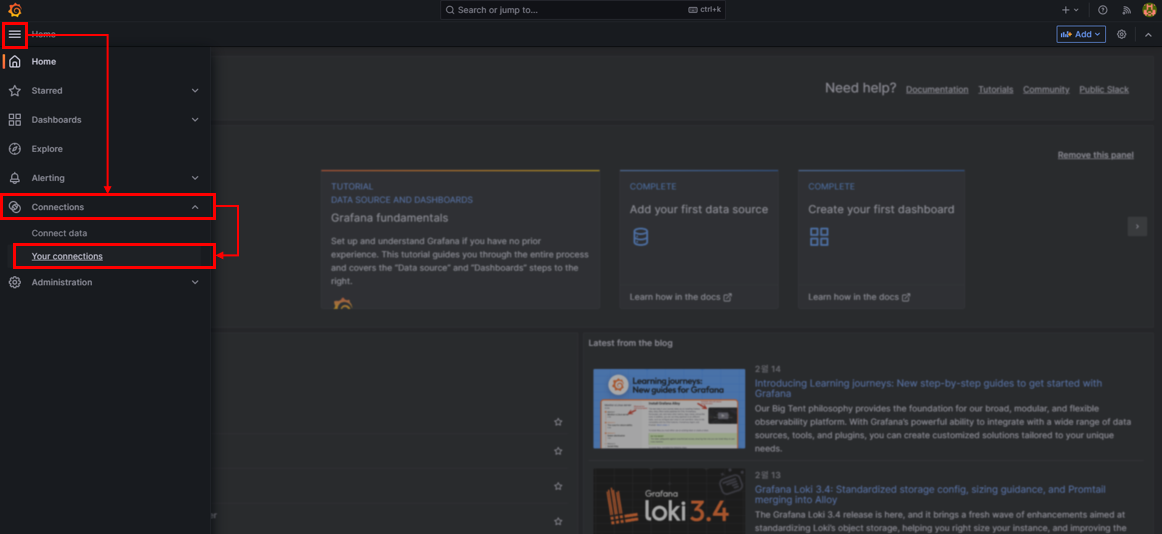 Search or jump to...
ctrl+k
Home
Add
Home
Starred
Dashboards
Explore
Alerting
Connections
Connect data
Your connections
Administration
Need help?
Documentation
Tutorials
Community
Public Slack
Remove this panel
TUTORIAL
DATA SOURCE AND DASHBOARDS
Grafana fundamentals
Set up and understand Grafana if you have no prior
experience. This tutorial guides you through the entire process
and covers the "Data source" and "Dashboards" steps to the
right.
COMPLETE
Add your first data source
Learn how in the docs
COMPLETE
Create your first dashboard
Learn how in the docs
Latest from the blog
Learning journeys:
New guides for Grafana
2월 14
Introducing Learning journeys: New step-by-step guides to get started with
Grafana
Our Big Tent philosophy provides the foundation for our broad, modular, and flexible
observability platform. With Grafana's powerful ability to integrate with a wide range of data
sources, tools, and plugins, you can create customized solutions tailored to your unique
needs.
Grafana
loki 3.4
2월 13
Grafana Loki 3.4: Standardized storage config, sizing guidance, and Promtail
merging into Alloy
The Grafana Loki 3.4 release is here, and it brings a fresh wave of enhancements aimed at
standardizing Loki's object storage, helping you right size your instance, and improving the